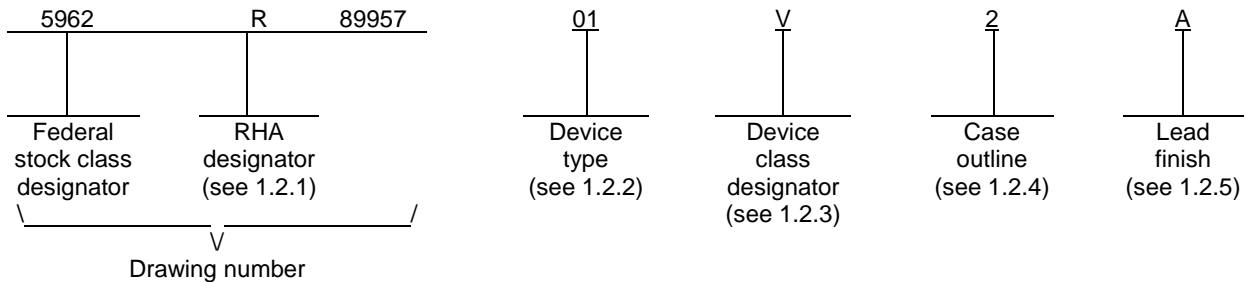 5962 R 89957 01 V 2 A
Federal stock class designator
RHA designator (see 1.2.1)
Device type (see 1.2.2)
Device class designator (see 1.2.3)
Case outline (see 1.2.4)
Lead finish (see 1.2.5)
\ /
\/
Drawing number